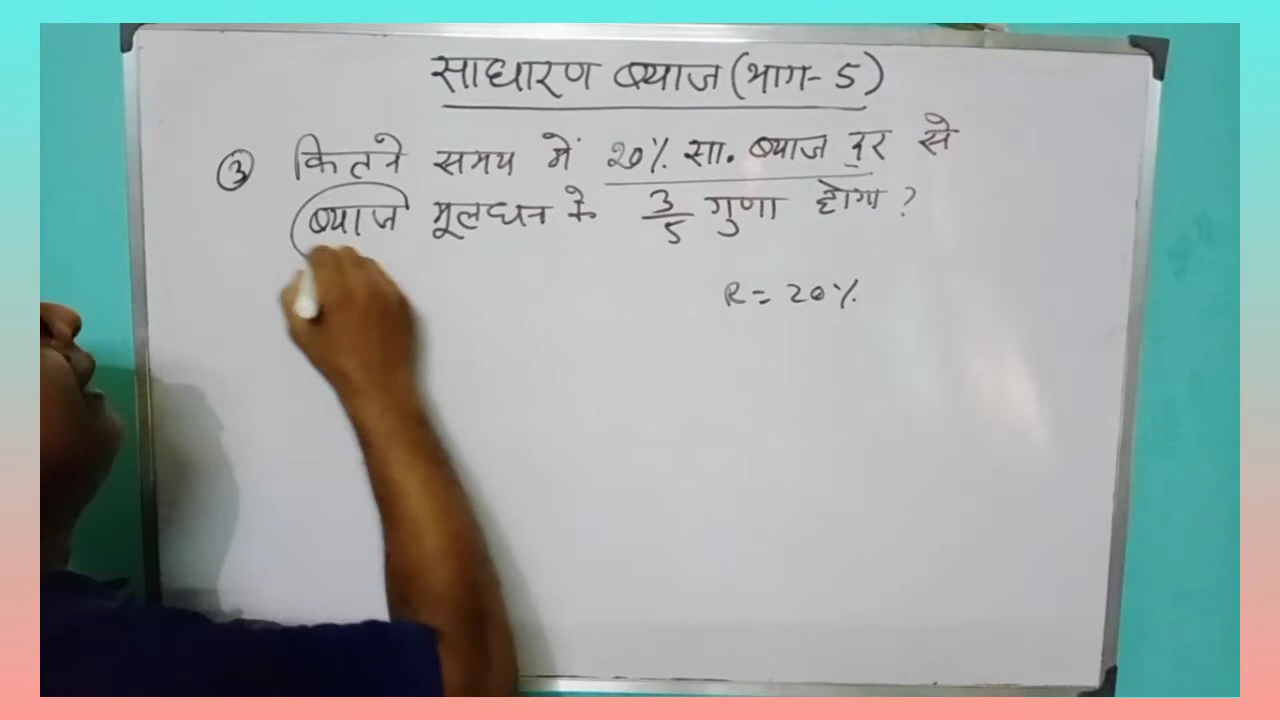 साधारण ब्याज (भाग- 5)
③ कितने समय में 20% सा. ब्याज दर से
ब्याज मूलधन के 3/5 गुणा होगा ?
R = 20%